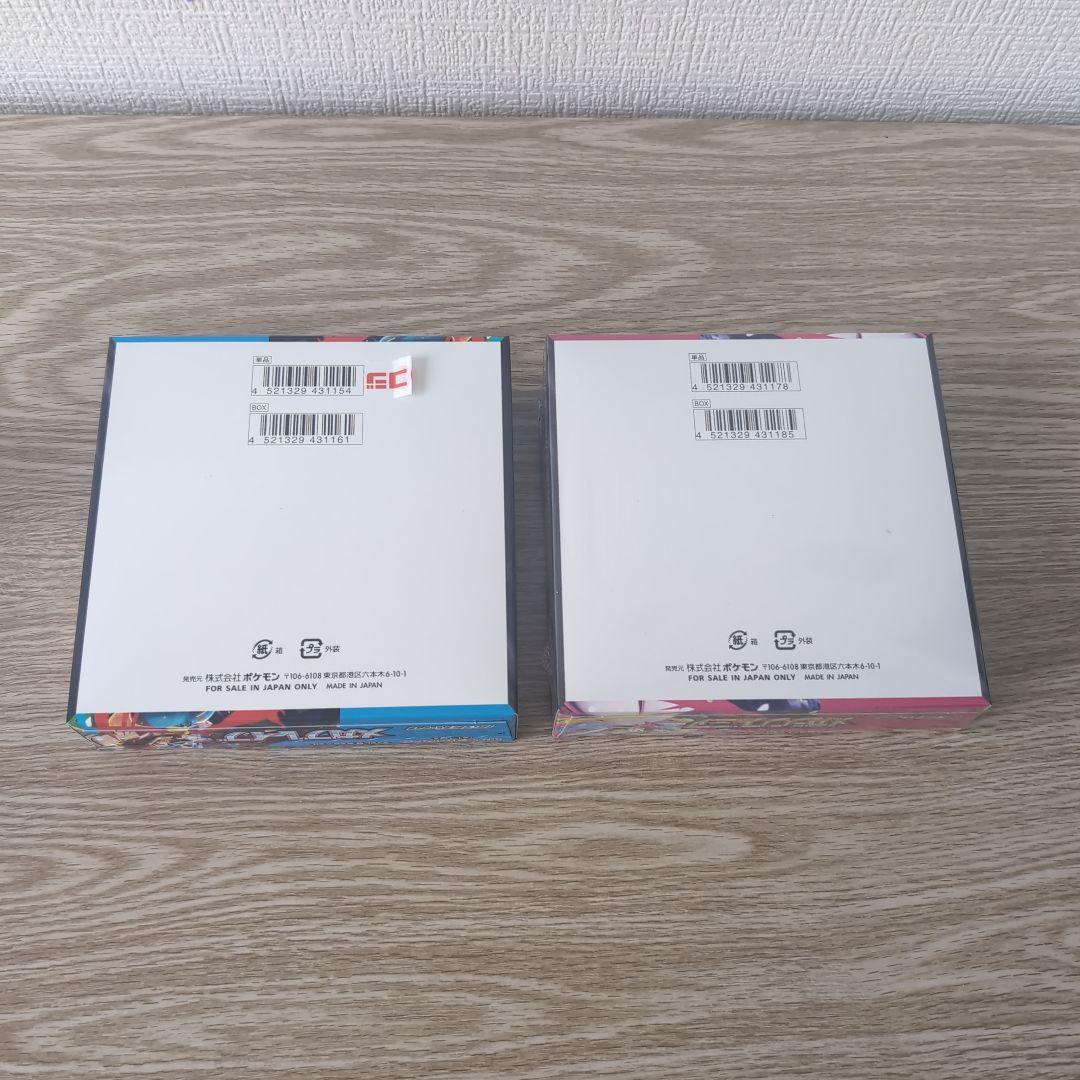 単品
4 521329 431154
BOX
4 521329 431161
紙 箱 プラ 外装
発売元 株式会社ポケモン 〒106-6108 東京都港区六本木6-10-1
FOR SALE IN JAPAN ONLY MADE IN JAPAN
単品
4 521329 431178
BOX
4 521329 431185
紙 箱 プラ 外装
発売元 株式会社ポケモン 〒106-6108 東京都港区六本木6-10-1
FOR SALE IN JAPAN ONLY MADE IN JAPAN